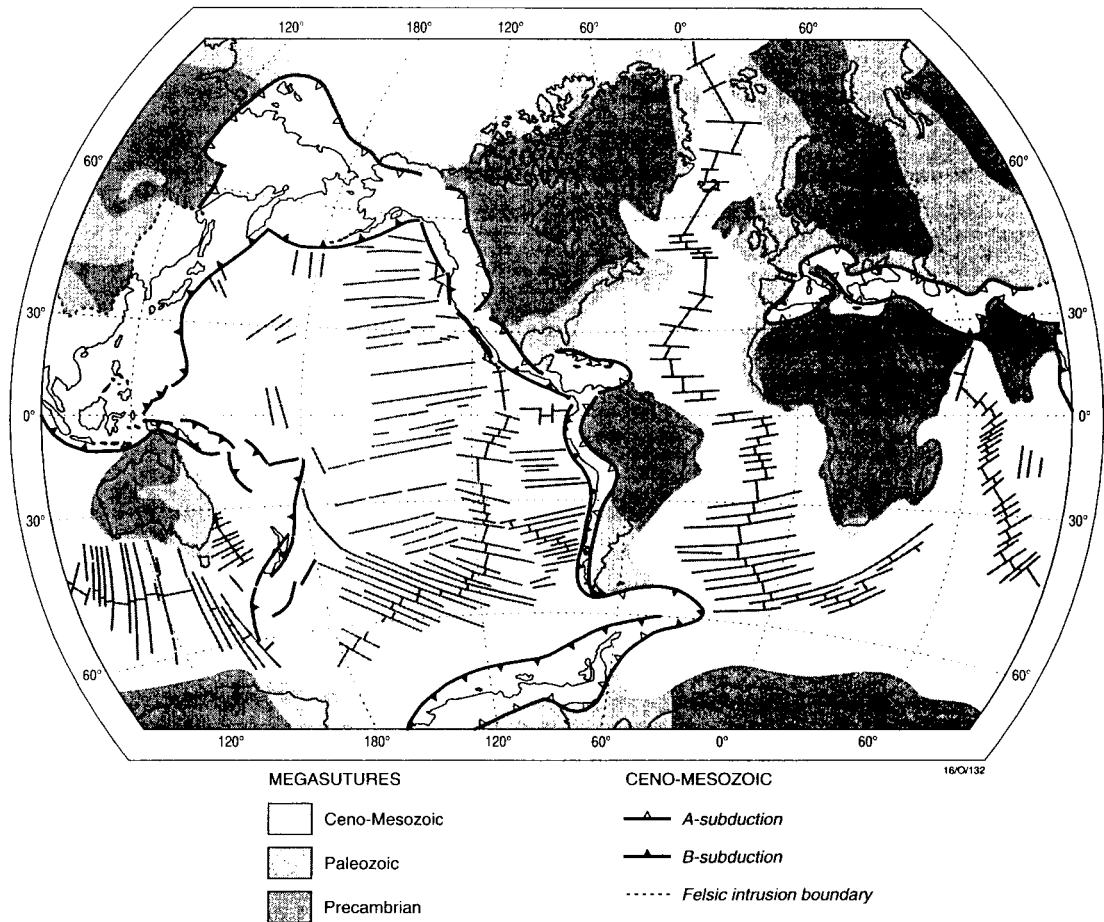 120° 180° 120° 60° 0° 60°
60° 60°
30° 30°
0° 0°
30° 30°
60° 60°
120° 180° 120° 60° 0° 60°
16/O/132
MEGASUTURES
Ceno-Mesozoic
Paleozoic
Precambrian
CENO-MESOZOIC
A-subduction
B-subduction
Felsic intrusion boundary